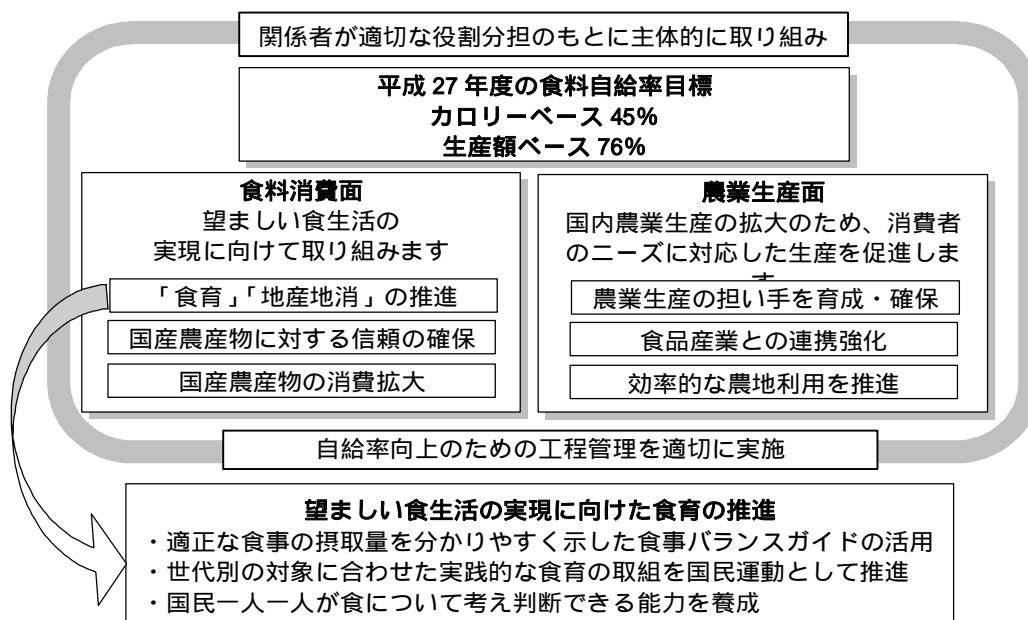 関係者が適切な役割分担のもとに主体的に取り組み
平成 27 年度の食料自給率目標
カロリーベース 45%
生産額ベース 76%
食料消費面
望ましい食生活の
実現に向けて取り組みます
「食育」「地産地消」の推進
国産農産物に対する信頼の確保
国産農産物の消費拡大
農業生産面
国内農業生産の拡大のため、消費者
のニーズに対応した生産を促進しま
す
農業生産の担い手を育成・確保
食品産業との連携強化
効率的な農地利用を推進
自給率向上のための工程管理を適切に実施
望ましい食生活の実現に向けた食育の推進
・適正な食事の摂取量を分かりやすく示した食事バランスガイドの活用
・世代別の対象に合わせた実践的な食育の取組を国民運動として推進
・国民一人一人が食について考え判断できる能力を養成